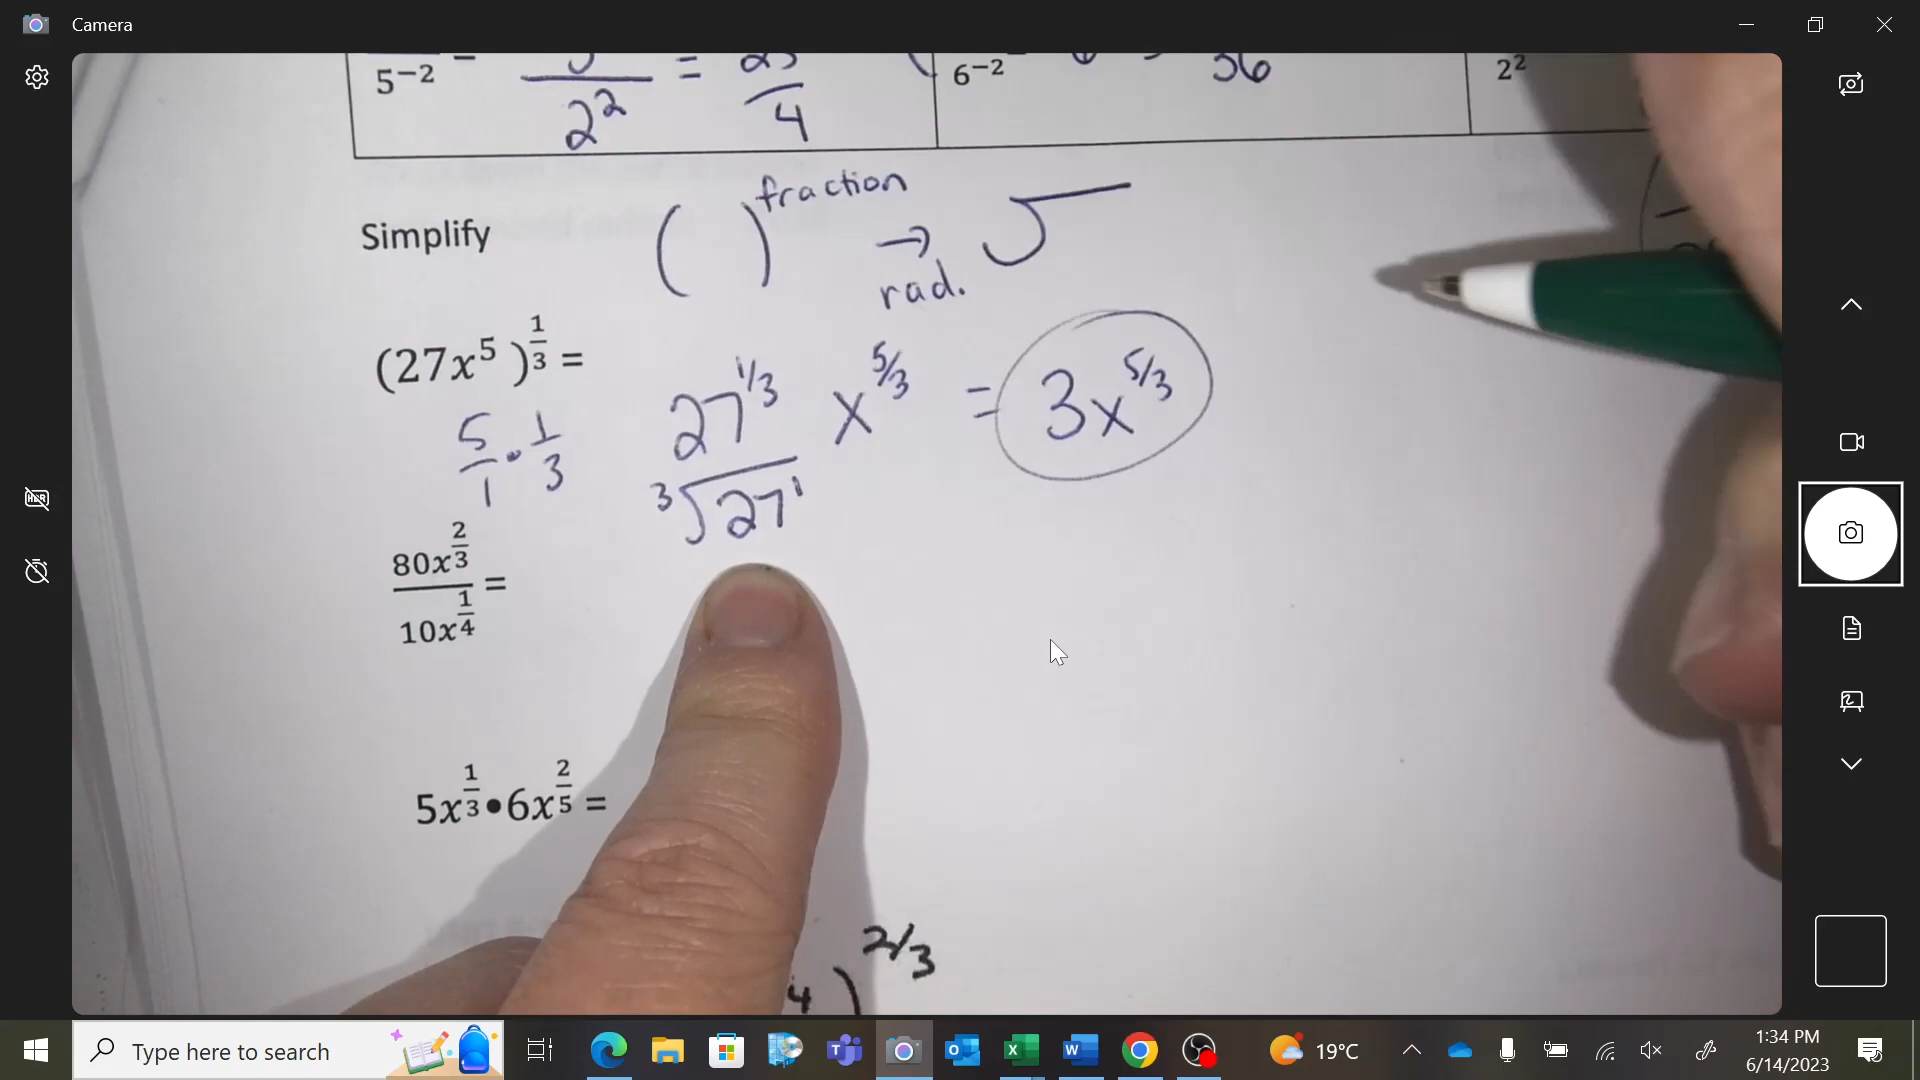 Camera
5⁻² = 2² = 25/4
6⁻² = 36
2²
Simplify ( )^fraction → √
rad.
(27x⁵ )^(1/3) = 27^(1/3) x^(5/3) = 3x^(5/3)
5/1 • 1/3
³√27¹
80x^(2/3) / 10x^(1/4) =
5x^(1/3)•6x^(2/5) =
4)^(2/3)
Type here to search
T
X
W
19°C
1:34 PM
6/14/2023